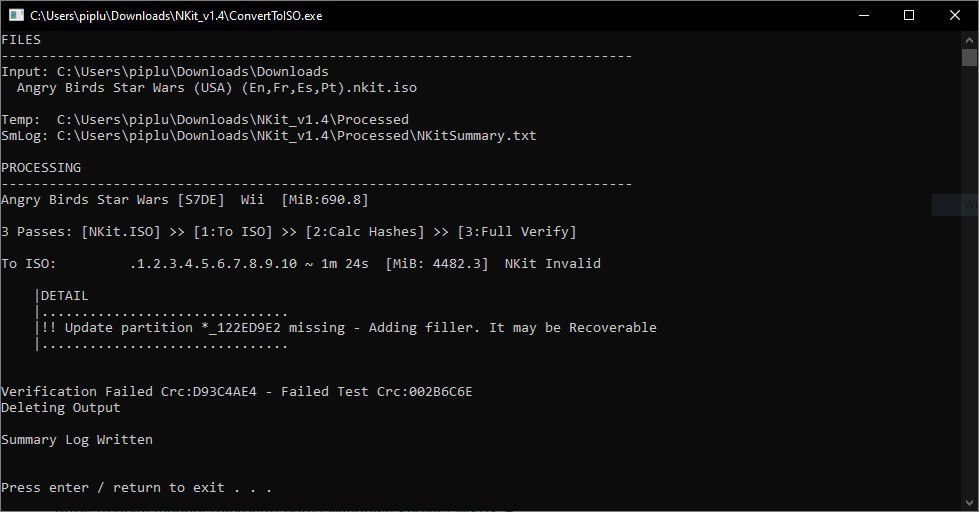 C:\Users\piplu\Downloads\NKit_v1.4\ConvertToISO.exe
FILES
-------------------------------------------------------------------------------
Input: C:\Users\piplu\Downloads\Downloads
Angry Birds Star Wars (USA) (En,Fr,Es,Pt).nkit.iso
Temp: C:\Users\piplu\Downloads\NKit_v1.4\Processed
SmLog: C:\Users\piplu\Downloads\NKit_v1.4\Processed\NKitSummary.txt
PROCESSING
-------------------------------------------------------------------------------
Angry Birds Star Wars [S7DE] Wii [MiB:690.8]
3 Passes: [NKit.ISO] >> [1:To ISO] >> [2:Calc Hashes] >> [3:Full Verify]
To ISO: .1.2.3.4.5.6.7.8.9.10 ~ 1m 24s [MiB: 4482.3] NKit Invalid
|DETAIL
|...............................
|!! Update partition *_122ED9E2 missing - Adding filler. It may be Recoverable
|...............................
Verification Failed Crc:D93C4AE4 - Failed Test Crc:002B6C6E
Deleting Output
Summary Log Written
Press enter / return to exit . . .